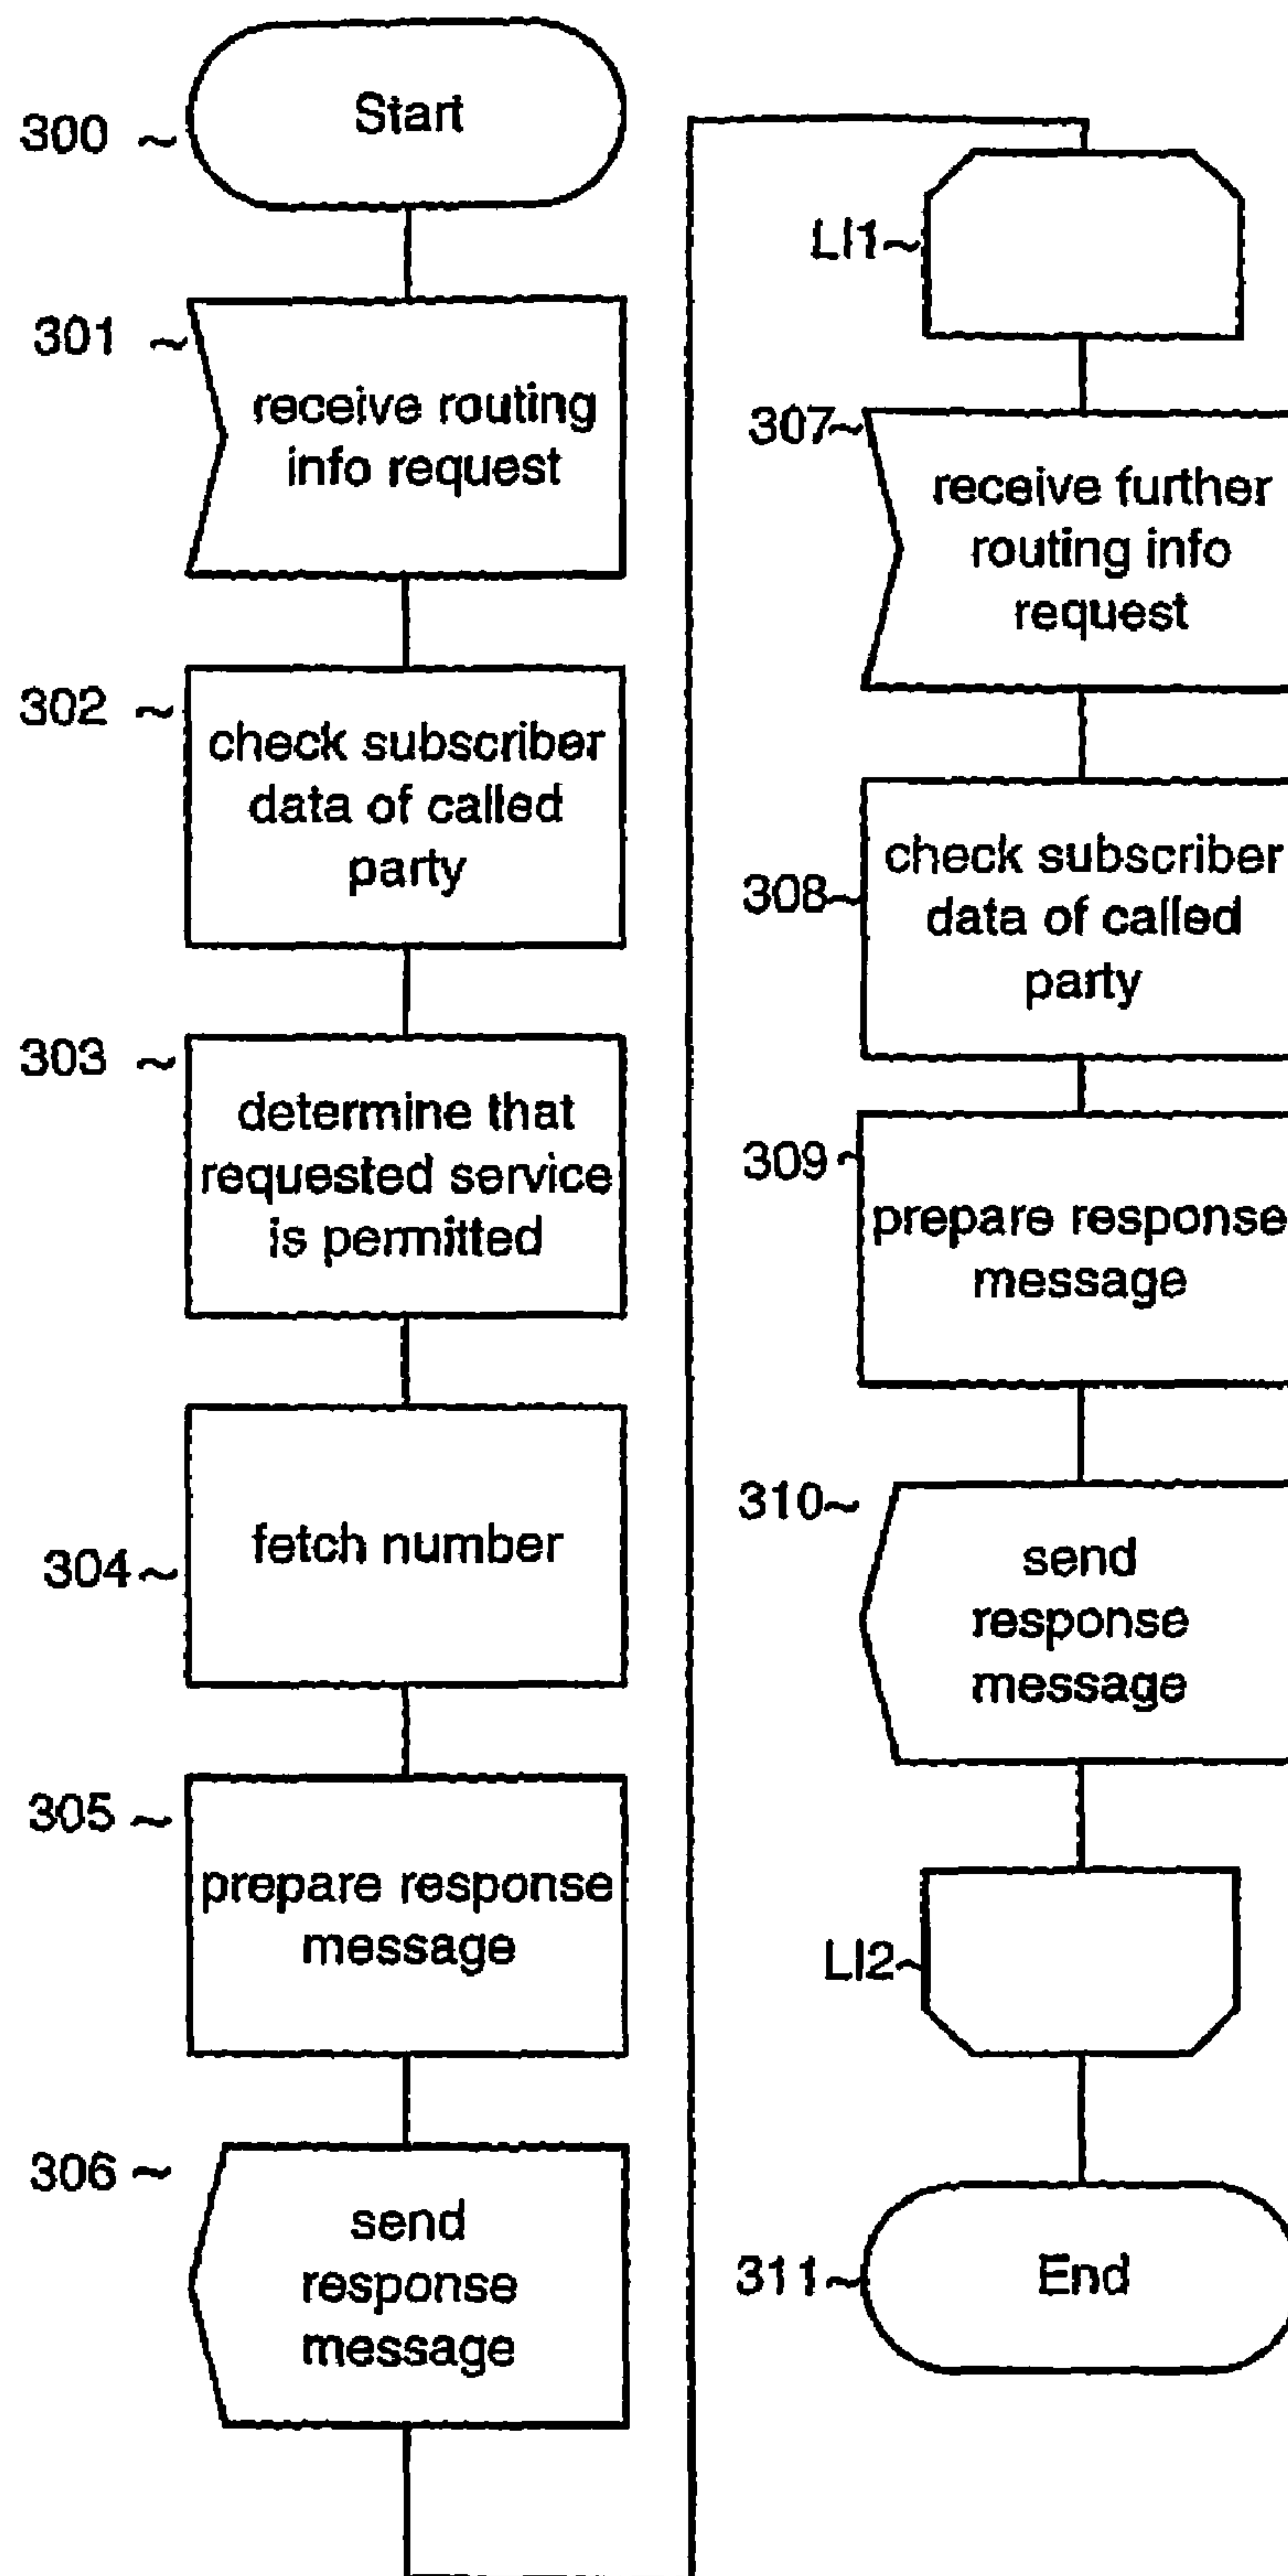 Start
300
301
receive routing
info request
302
check subscriber
data of called
party
303
determine that
requested service
is permitted
304
fetch number
305
prepare response
message
306
send
response
message
LI1
307
receive further
routing info
request
308
check subscriber
data of called
party
309
prepare response
message
310
send
response
message
LI2
311
End